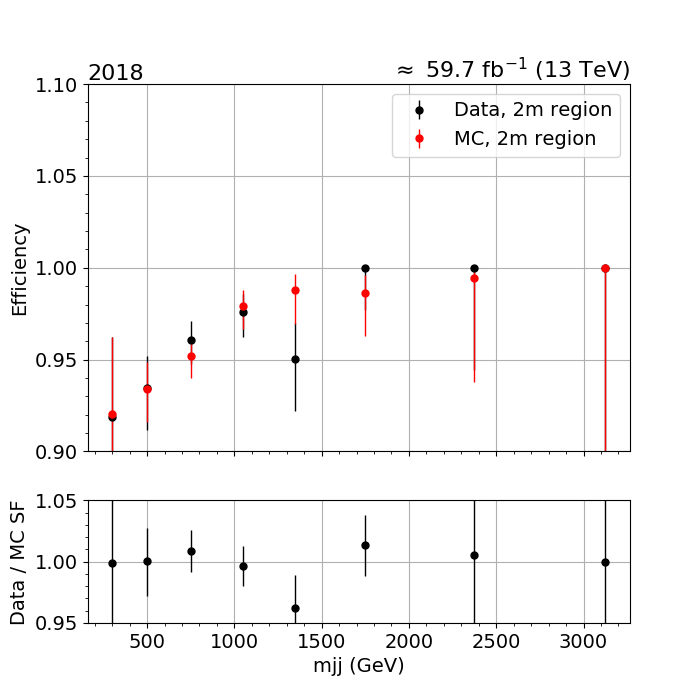 2018
≈ 59.7 fb⁻¹ (13 TeV)
1.10
Data, 2m region
MC, 2m region
1.05
1.00
0.95
0.90
Efficiency
1.05
1.00
0.95
Data / MC SF
500 1000 1500 2000 2500 3000
mjj (GeV)